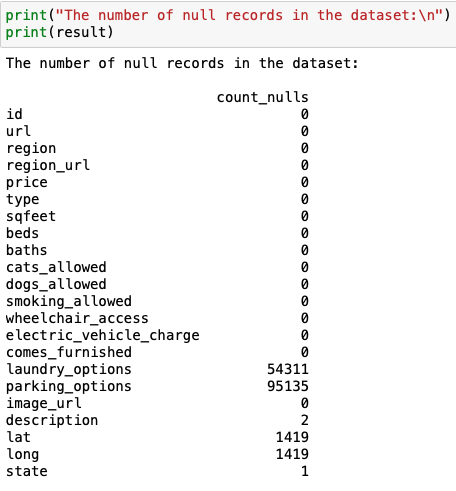 print("The number of null records in the dataset:\n")
print(result)
The number of null records in the dataset:
count_nulls
id 0
url 0
region 0
region_url 0
price 0
type 0
sqfeet 0
beds 0
baths 0
cats_allowed 0
dogs_allowed 0
smoking_allowed 0
wheelchair_access 0
electric_vehicle_charge 0
comes_furnished 0
laundry_options 54311
parking_options 95135
image_url 0
description 2
lat 1419
long 1419
state 1